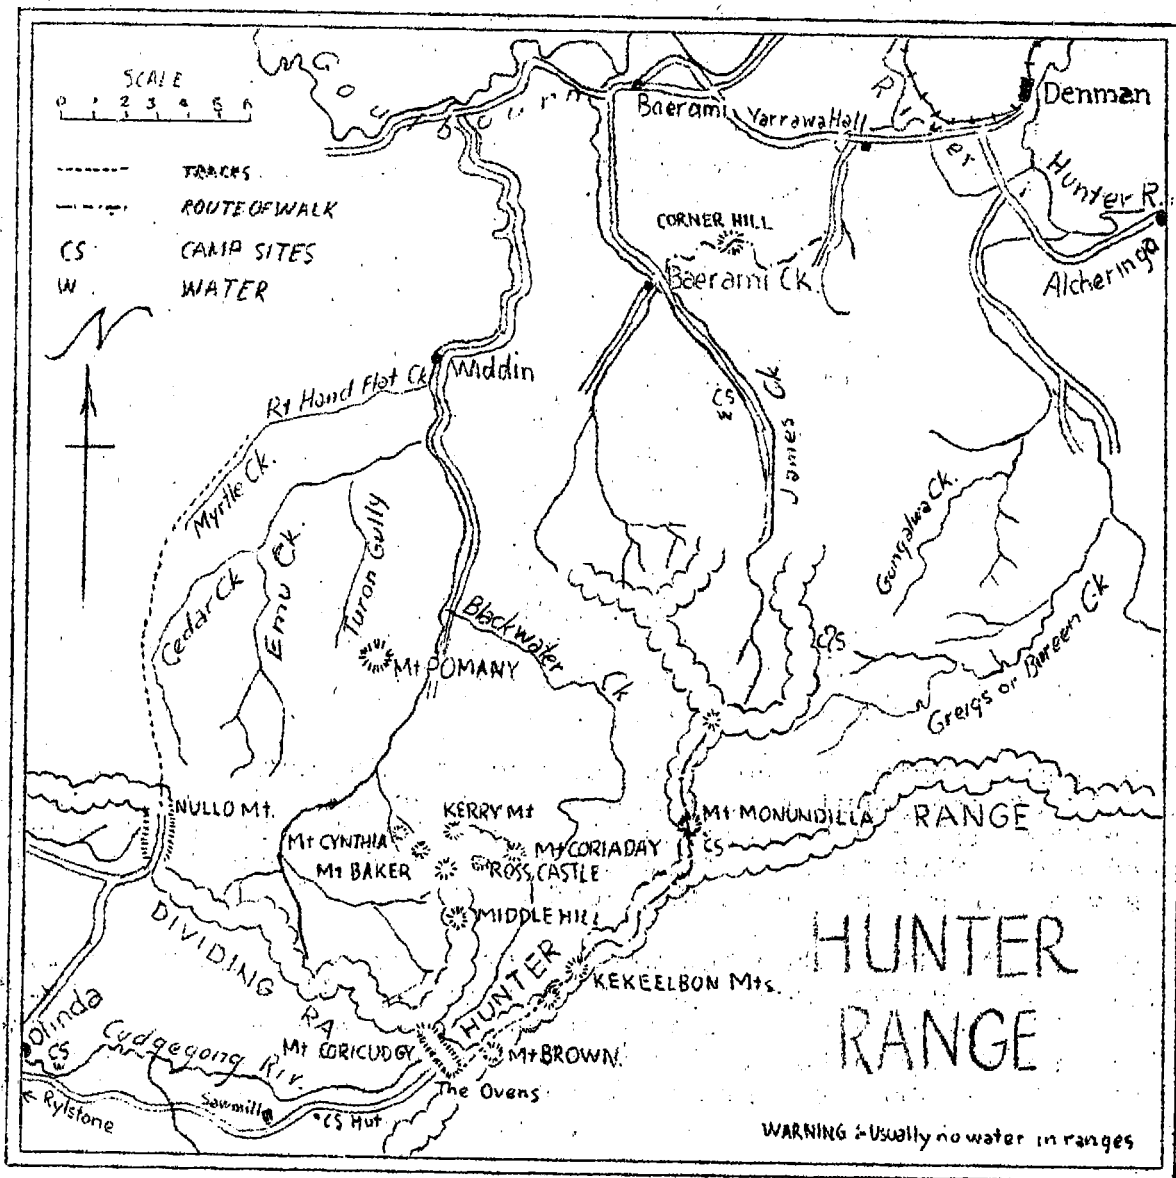 SCALE
0 1 2 3 4 5 6
TRACKS
ROUTE OF WALK
CS CAMP SITES
W WATER
N
Goulburn
River
Baerami
Yarrawa Hall
Denman
Hunter R.
Alcheringa
CORNER HILL
Baerami Ck.
Widdin
Rt Hand Flat Ck
Myrtle Ck.
CS
W
James Ck
Cedar Ck
Emu Ck.
Turon Gully
Gungalwa Ck.
Blackwater Ck
Mt POMANY
CS
Greigs or Bureen Ck
NULLO Mt.
KERRY Mt
Mt CYNTHIA
Mt CORIADAY
Mt BAKER
ROSS CASTLE
MIDDLE HILL
Mt MONUNDILLA
CS
RANGE
DIVIDING RA
HUNTER
KEKEELBON Mts.
HUNTER
RANGE
Olinda
CS
Cudgegong Riv.
Mt CORICUDGY
Mt BROWN
The Ovens
Sawmill
CS Hut
← Rylstone
WARNING :- Usually no water in ranges